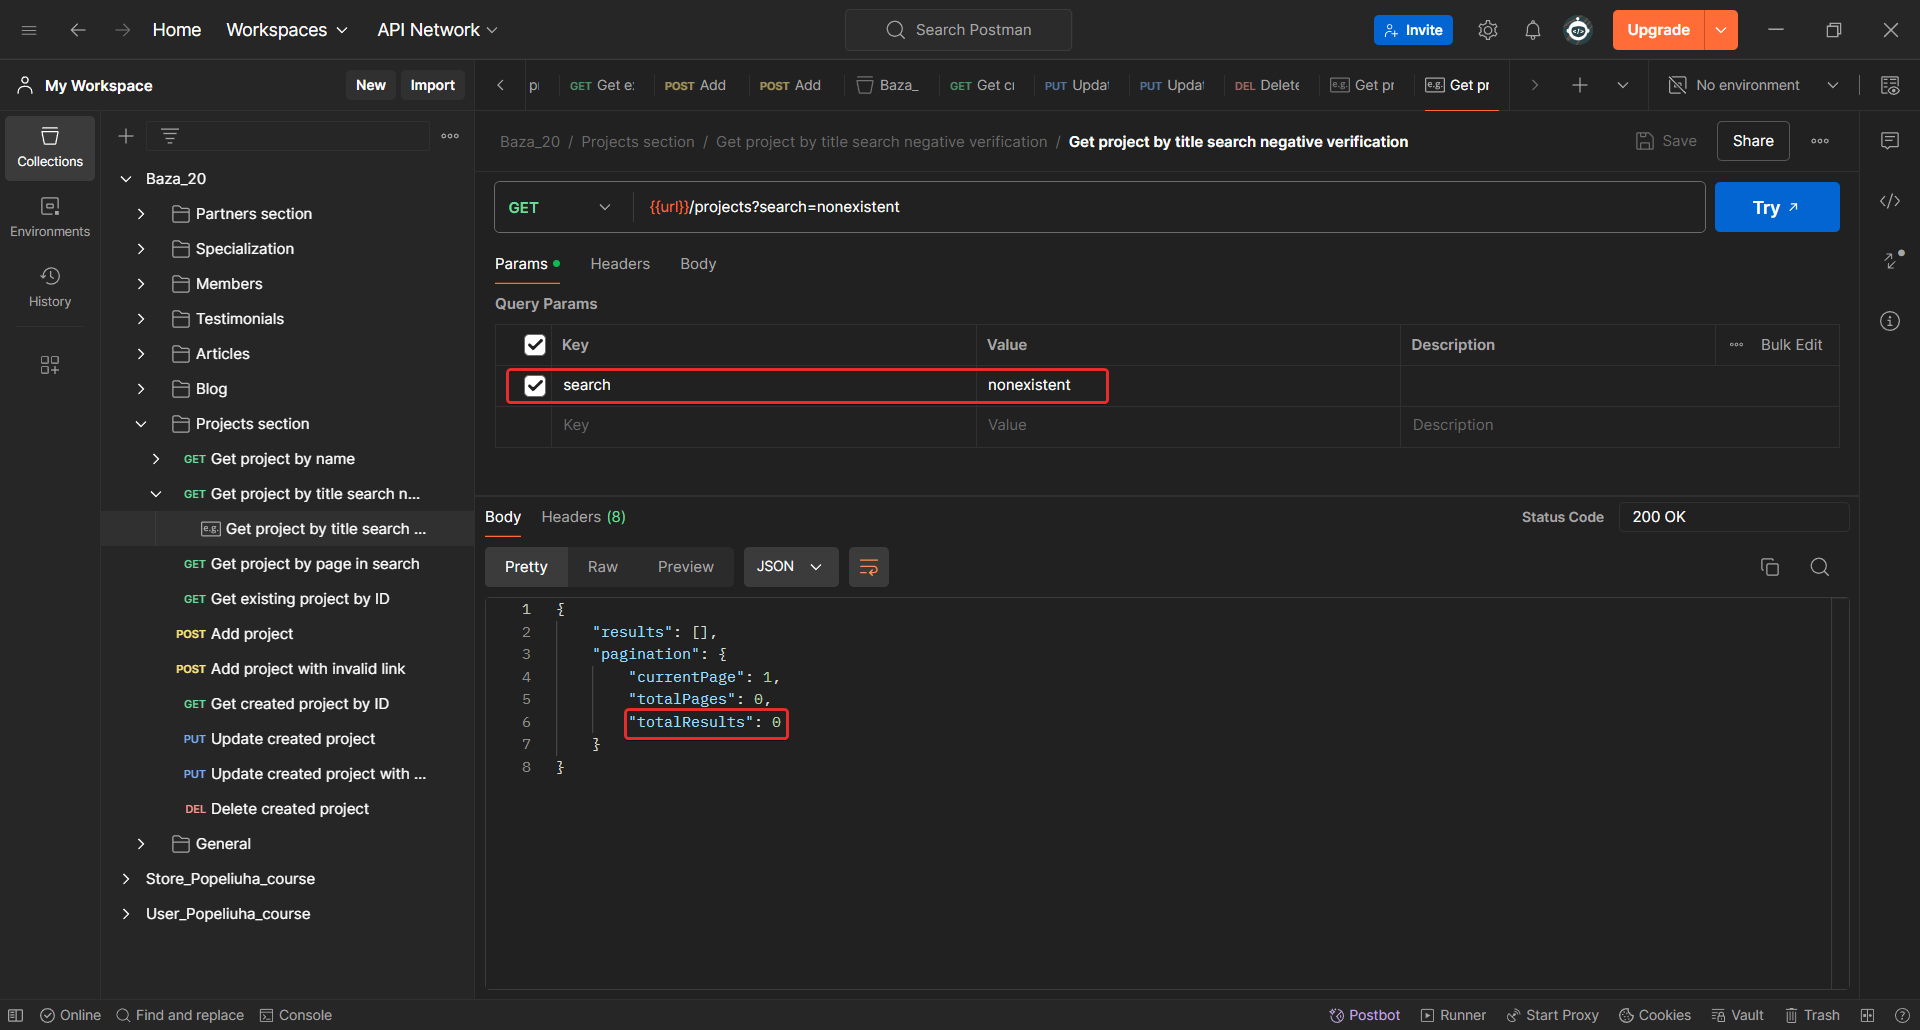 Home Workspaces API Network Search Postman Invite Upgrade
My Workspace New Import
GET Get e: POST Add POST Add Baza_ GET Get cr PUT Updat PUT Updat DEL Delete e.g. Get pr e.g. Get pr No environment
Collections
Environments
History
Baza_20
Partners section
Specialization
Members
Testimonials
Articles
Blog
Projects section
GET Get project by name
GET Get project by title search n...
e.g. Get project by title search ...
GET Get project by page in search
GET Get existing project by ID
POST Add project
POST Add project with invalid link
GET Get created project by ID
PUT Update created project
PUT Update created project with ...
DEL Delete created project
General
Store_Popeliuha_course
User_Popeliuha_course
Baza_20 / Projects section / Get project by title search negative verification / Get project by title search negative verification Save Share
GET {{url}}/projects?search=nonexistent Try
Params Headers Body
Query Params
Key Value Description Bulk Edit
search nonexistent
Key Value Description
Body Headers (8) Status Code 200 OK
Pretty Raw Preview JSON
1 {
2 "results": [],
3 "pagination": {
4 "currentPage": 1,
5 "totalPages": 0,
6 "totalResults": 0
7 }
8 }
Online Find and replace Console Postbot Runner Start Proxy Cookies Vault Trash